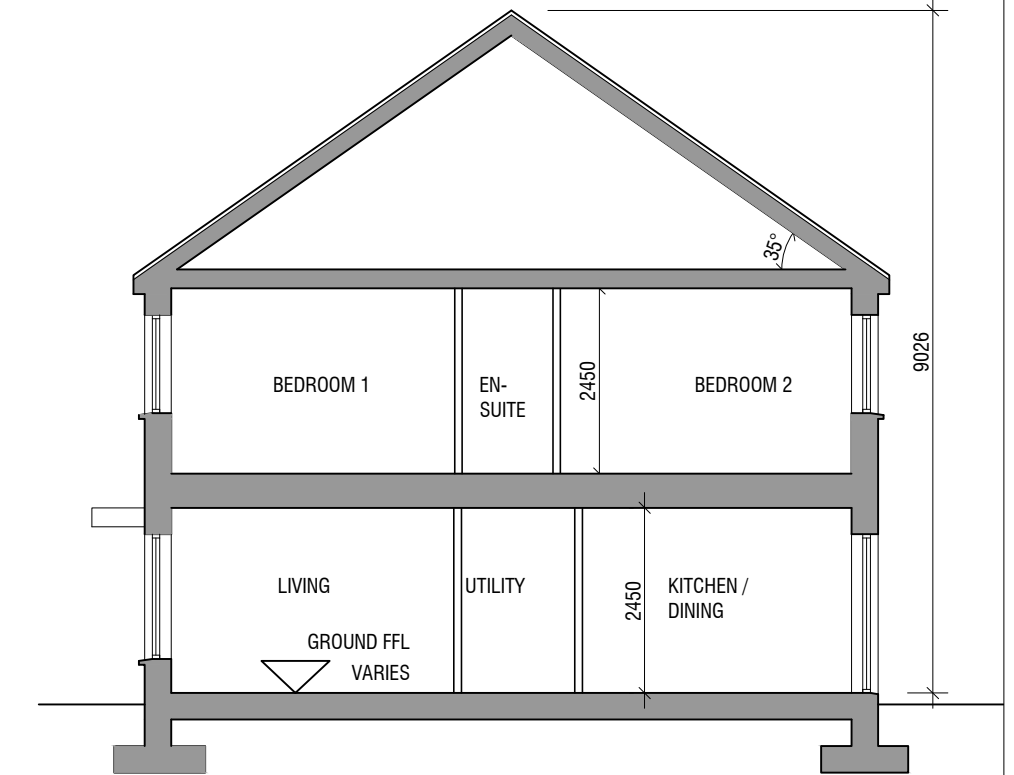 35°
9026
BEDROOM 1
EN-
SUITE
2450
BEDROOM 2
LIVING
UTILITY
2450
KITCHEN /
DINING
GROUND FFL
VARIES